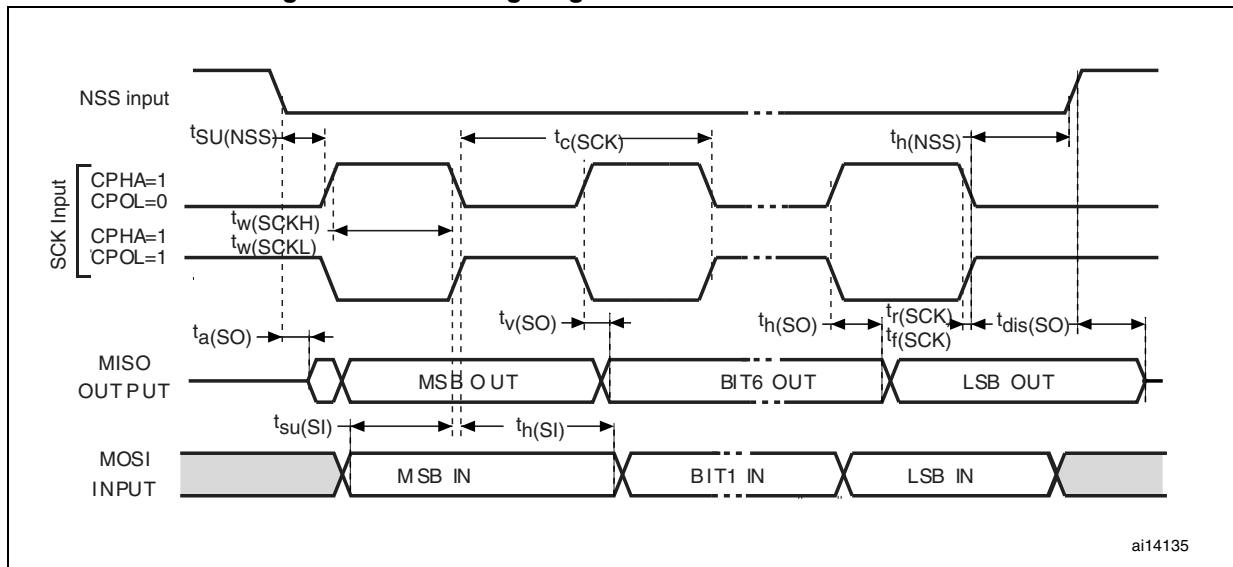 NSS input
tSU(NSS)
tc(SCK)
th(NSS)
SCK Input
CPHA=1
CPOL=0
tw(SCKH)
tw(SCKL)
CPHA=1
CPOL=1
ta(SO)
tv(SO)
th(SO)
tr(SCK)
tf(SCK)
tdis(SO)
MISO
OUTPUT
MSB OUT
BIT6 OUT
LSB OUT
tsu(SI)
th(SI)
MOSI
INPUT
MSB IN
BIT1 IN
LSB IN
ai14135